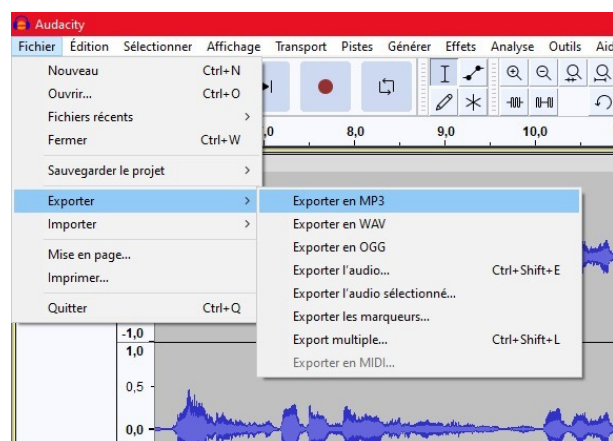 Audacity
Fichier Édition Sélectionner Affichage Transport Pistes Générer Effets Analyse Outils Aid
Nouveau Ctrl+N
Ouvrir... Ctrl+O
Fichiers récents >
Fermer Ctrl+W
Sauvegarder le projet >
Exporter >
Importer >
Mise en page...
Imprimer...
Quitter Ctrl+Q
,0 8,0 9,0 10,0
Exporter en MP3
Exporter en WAV
Exporter en OGG
Exporter l'audio... Ctrl+Shift+E
Exporter l'audio sélectionné...
Exporter les marqueurs...
Export multiple... Ctrl+Shift+L
Exporter en MIDI...
-1,0
1,0
0,5
0,0